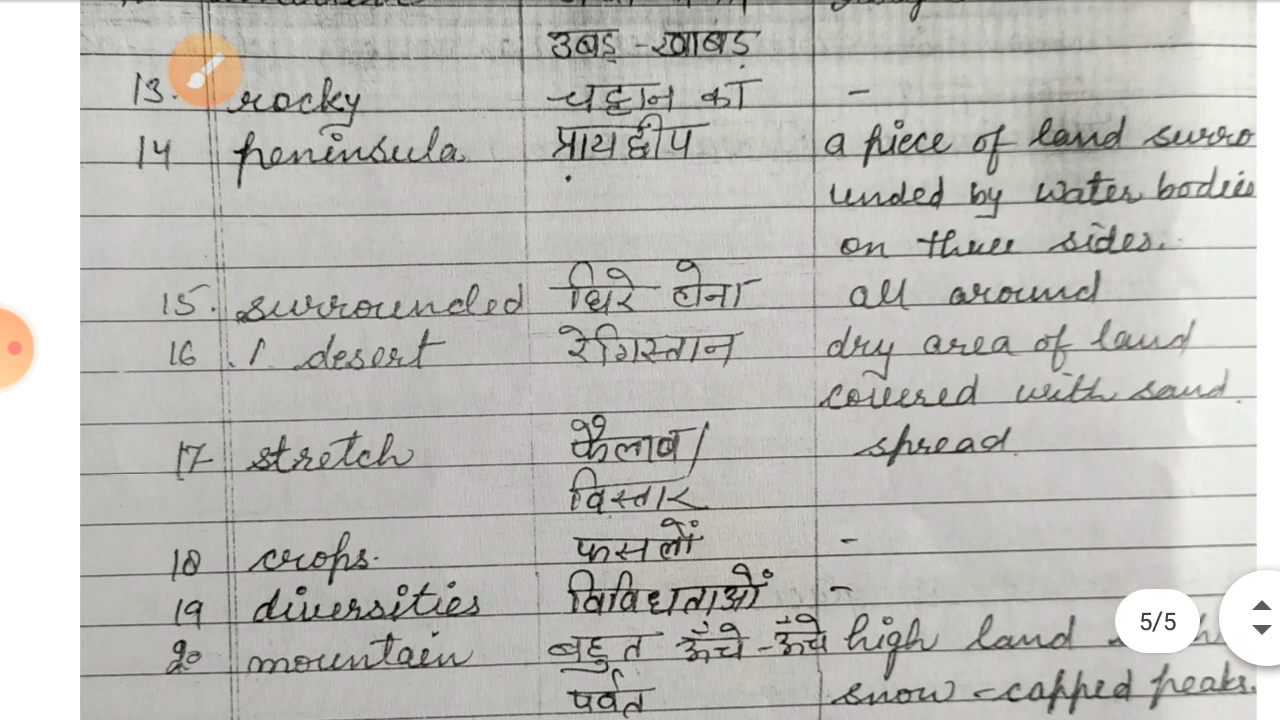 उबड़ -खाबड़
13. rocky चट्टान का -
14 peninsula. प्रायद्वीप a piece of land surro
unded by water bodies
on three sides.
15. surrounded घिरे होना all around
16 . desert रेगिस्तान dry area of land
covered with sand.
17 stretch फैलाव/ spread.
विस्तार
18 crops. फसलों -
19 diversities विविधताओं -
20 mountain बहुत ऊँचे -ऊँचे high land
पर्वत snow -capped peaks.
5/5